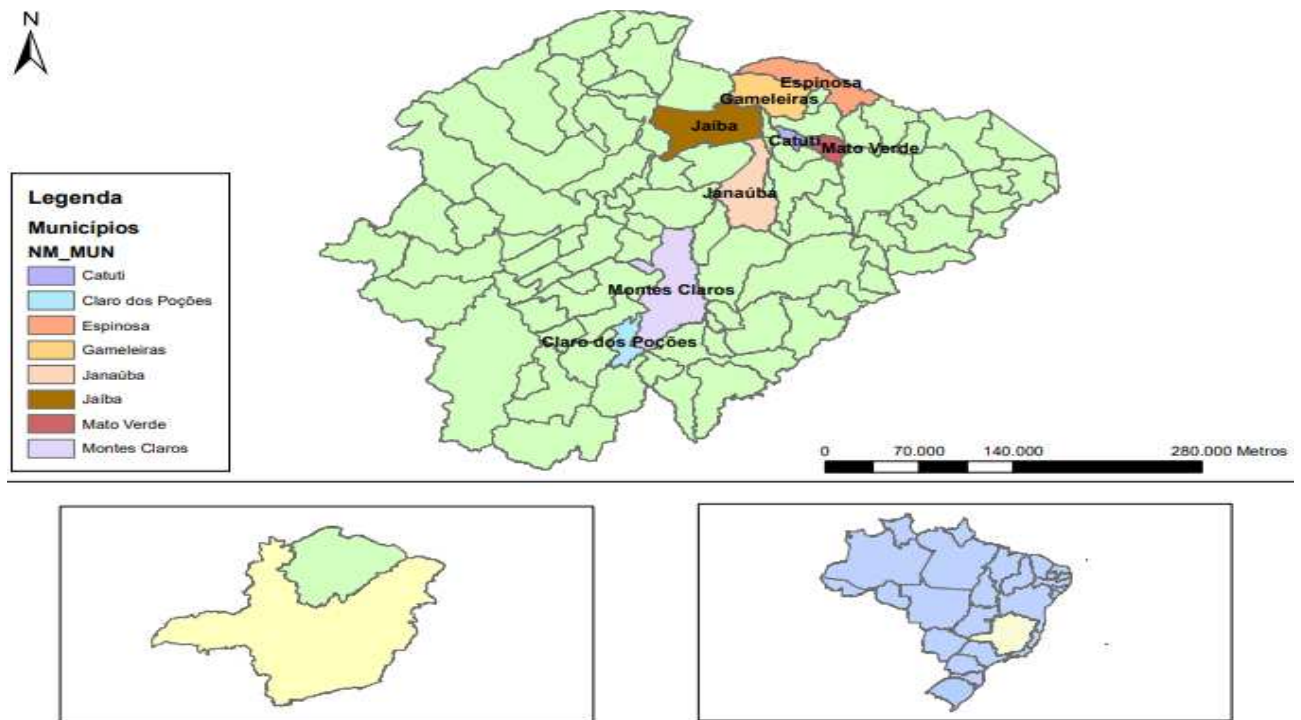 N
Espinosa
Gameleiras
Jaíba
Catuti
Mato Verde
Janaúba
Montes Claros
Claro dos Poções
Legenda
Municípios
NM_MUN
Catuti
Claro dos Poções
Espinosa
Gameleiras
Janaúba
Jaíba
Mato Verde
Montes Claros
0 70.000 140.000 280.000 Metros